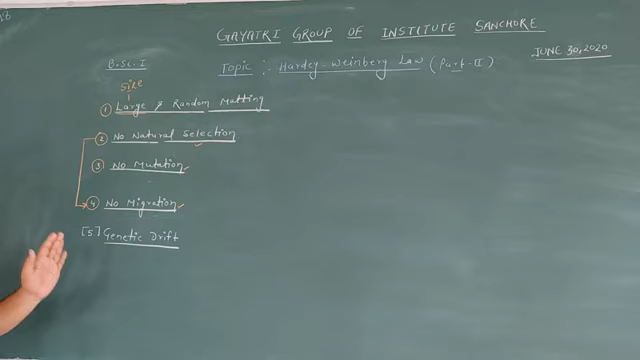 18
GAYATRI GROUP OF INSTITUTE SANCHORE
JUNE 30, 2020
B.Sc. I
Topic :- Hardey-Weinberg Law (Part-II)
Size
① Large & Random Matting
② No Natural Selection
③ No Mutation
④ No Migration
[5] Genetic Drift